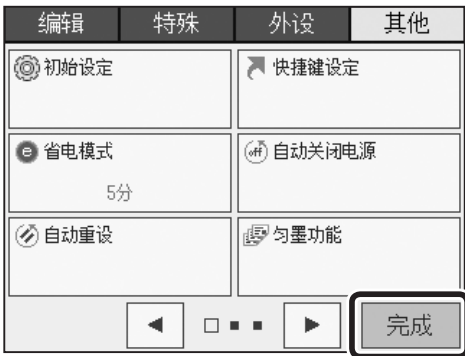 编辑 特殊 外设 其他
初始设定 快捷键设定
省电模式 自动关闭电源
5分
自动重设 匀墨功能
完成